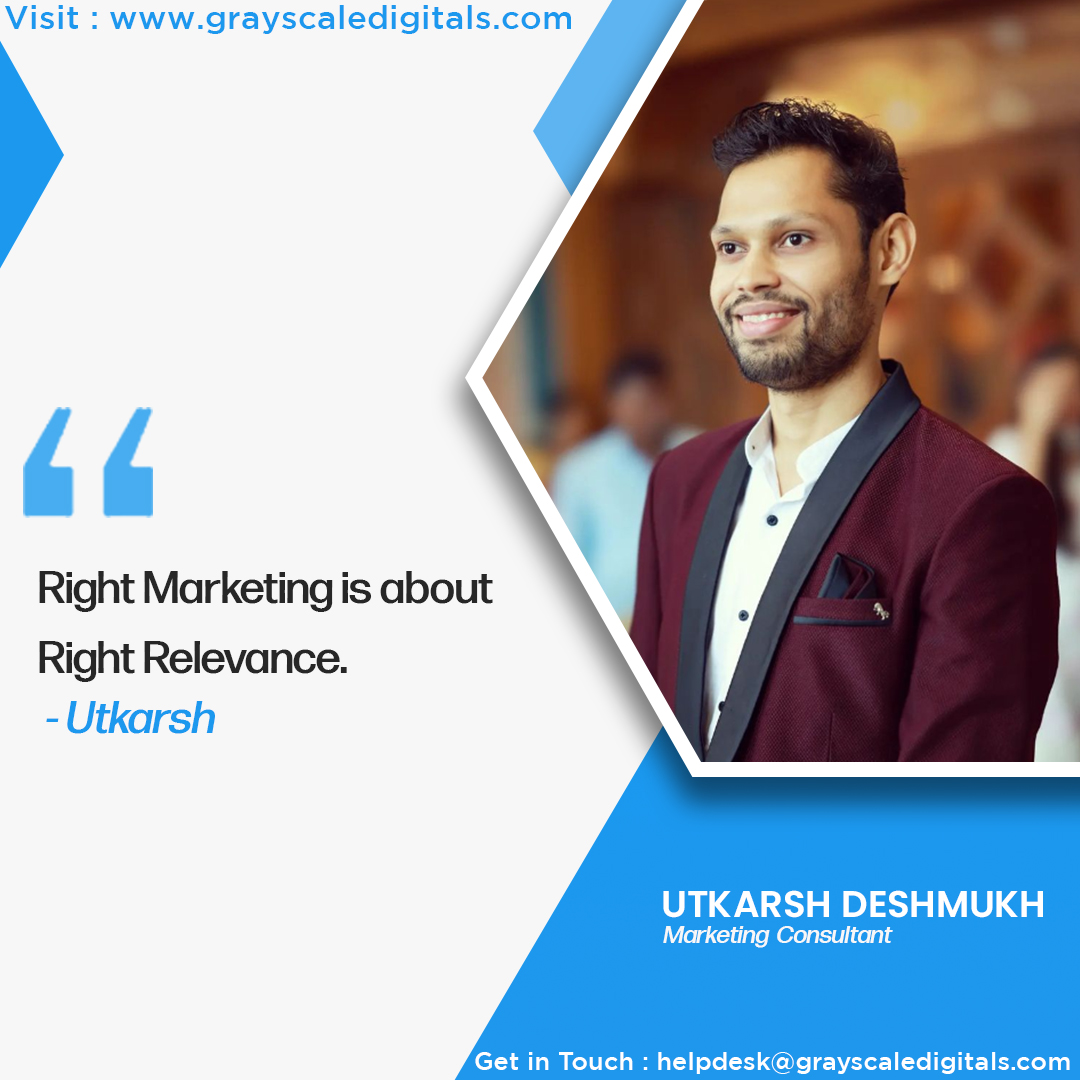 Visit : www.grayscaledigitals.com
Right Marketing is about
Right Relevance.
- Utkarsh
UTKARSH DESHMUKH
Marketing Consultant
Get in Touch : helpdesk@grayscaledigitals.com